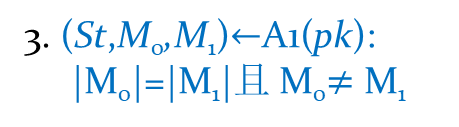 3. (St,M₀,M₁)←A1(pk):
|M₀|=|M₁|且 M₀≠ M₁